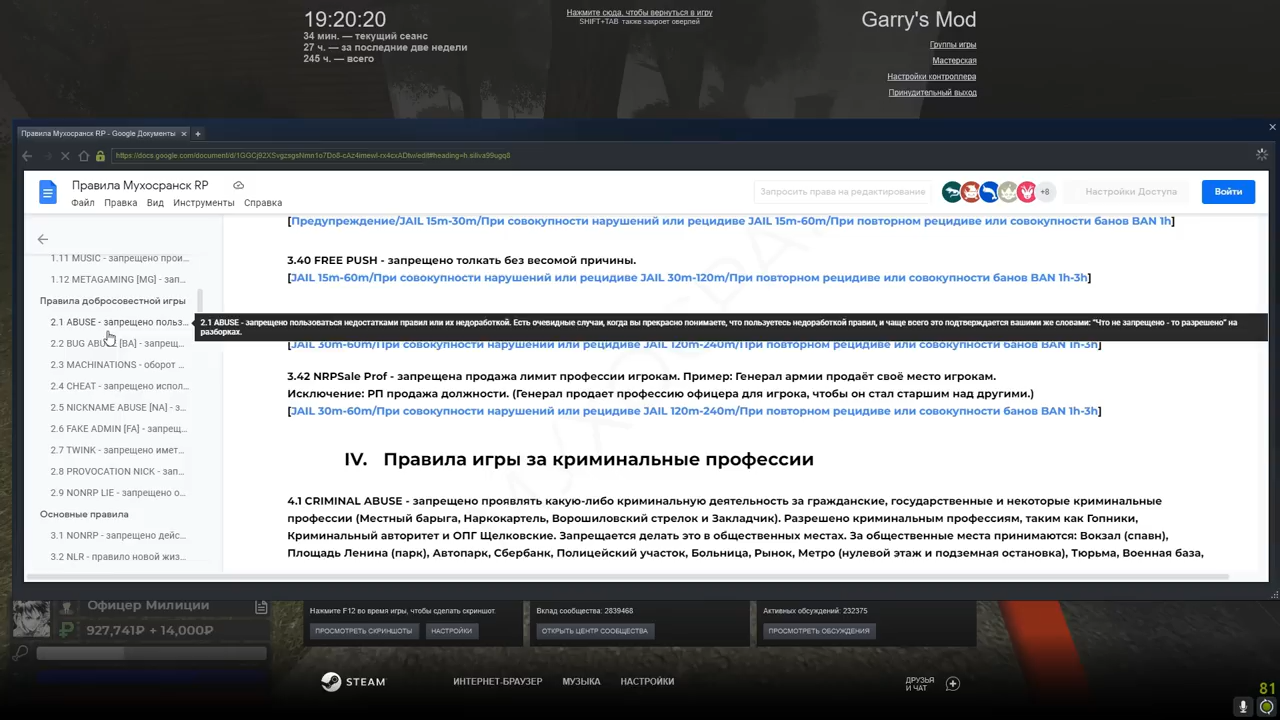 19:20:20
34 мин. — текущий сеанс
27 ч. — за последние две недели
245 ч. — всего
Нажмите сюда, чтобы вернуться в игру
SHIFT+TAB также закроет оверлей
Garry's Mod
Группы игры
Мастерская
Настройки контроллера
Принудительный выход
Правила Мухосранск RP - Google Документы
Правила Мухосранск RP
Файл Правка Вид Инструменты Справка
Запросить права на редактирование
+8
Настройки Доступа
Войти
1.11 MUSIC - запрещено прои...
1.12 METAGAMING [MG] - зап...
Правила добросовестной игры
2.1 ABUSE - запрещено польз...
2.2 BUG ABU [BA] - запрещ...
2.3 MACHINATIONS - оборот ...
2.4 CHEAT - запрещено испол...
2.5 NICKNAME ABUSE [NA] - з...
2.6 FAKE ADMIN [FA] - запрещ...
2.7 TWINK - запрещено имет...
2.8 PROVOCATION NICK - зап...
2.9 NONRP LIE - запрещено о...
Основные правила
3.1 NONRP - запрещено дейс...
3.2 NLR - правило новой жиз...
[Предупреждение/JAIL 15m-30m/При совокупности нарушений или рецидиве JAIL 15m-60m/При повторном рецидиве или совокупности банов BAN 1h]
3.40 FREE PUSH - запрещено толкать без весомой причины.
[JAIL 15m-60m/При совокупности нарушений или рецидиве JAIL 30m-120m/При повторном рецидиве или совокупности банов BAN 1h-3h]
2.1 ABUSE - запрещено пользоваться недостатками правил или их недоработкой. Есть очевидные случаи, когда вы прекрасно понимаете, что пользуетесь недоработкой правил, и чаще всего это подтверждается вашими же словами: "Что не запрещено - то разрешено" на
разборках.
[JAIL 30m-60m/При совокупности нарушений или рецидиве JAIL 120m-240m/При повторном рецидиве или совокупности банов BAN 1h-3h]
3.42 NRPSale Prof - запрещена продажа лимит профессии игрокам. Пример: Генерал армии продаёт своё место игрокам.
Исключение: РП продажа должности. (Генерал продает профессию офицера для игрока, чтобы он стал старшим над другими.)
[JAIL 30m-60m/При совокупности нарушений или рецидиве JAIL 120m-240m/При повторном рецидиве или совокупности банов BAN 1h-3h]
IV. Правила игры за криминальные профессии
4.1 CRIMINAL ABUSE - запрещено проявлять какую-либо криминальную деятельность за гражданские, государственные и некоторые криминальные
профессии (Местный барыга, Наркокартель, Ворошиловский стрелок и Закладчик). Разрешено криминальным профессиям, таким как Гопники,
Криминальный авторитет и ОПГ Щелковские. Запрещается делать это в общественных местах. За общественные места принимаются: Вокзал (спавн),
Площадь Ленина (парк), Автопарк, Сбербанк, Полицейский участок, Больница, Рынок, Метро (нулевой этаж и подземная остановка), Тюрьма, Военная база,
Офицер Милиции
927,741₽ + 14,000₽
Нажмите F12 во время игры, чтобы сделать скриншот.
ПРОСМОТРЕТЬ СКРИНШОТЫ НАСТРОЙКИ
Вклад сообщества: 2839468
ОТКРЫТЬ ЦЕНТР СООБЩЕСТВА
Активных обсуждений: 232375
ПРОСМОТРЕТЬ ОБСУЖДЕНИЯ
STEAM
ИНТЕРНЕТ-БРАУЗЕР МУЗЫКА НАСТРОЙКИ
ДРУЗЬЯ
И ЧАТ
81